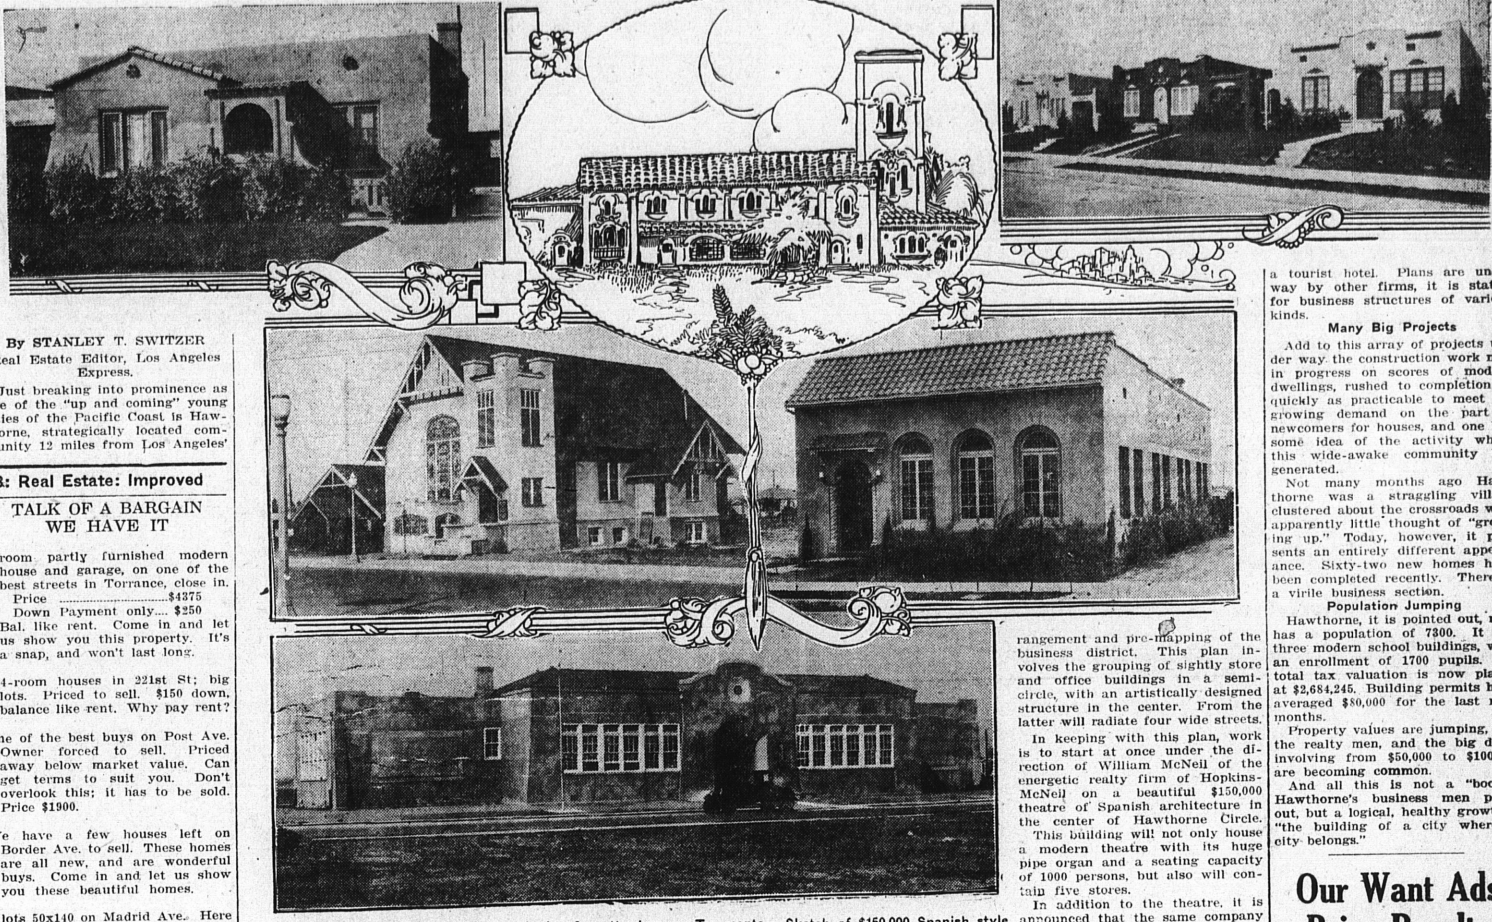 By STANLEY T. SWITZER
Real Estate Editor, Los Angeles
Express.
Just breaking into prominence as
of the "up and coming" young
of the Pacific Coast is Haw-
strategically located com-
12 miles from Los Angeles'
Real Estate: Improved
TALK OF A BARGAIN
WE HAVE IT
room partly furnished modern
house and garage, on one of the
best streets in Torrance, close in.
Price ..............................$4375
Down Payment only.... $250
Bal. like rent. Come in and let
us show you this property. It's
a snap, and won't last long.
4-room houses in 221st St; big
lots. Priced to sell. $150 down,
balance like rent. Why pay rent?
of the best buys on Post Ave.
Owner forced to sell. Priced
away below market value. Can
get terms to suit you. Don't
overlook this; it has to be sold.
Price $1900.
have a few houses left on
Border Ave. to sell. These homes
are all new, and are wonderful
buys. Come in and let us show
you these beautiful homes.
lots 50x140 on Madrid Ave. Here
Sketch of $150,000 Spanish style
rangement and pre-mapping of the
business district. This plan in-
volves the grouping of sightly store
and office buildings in a semi-
circle, with an artistically designed
structure in the center. From the
latter will radiate four wide streets.
In keeping with this plan, work
is to start at once under the di-
rection of William McNeil of the
energetic realty firm of Hopkins-
McNeil on a beautiful $150,000
theatre of Spanish architecture in
the center of Hawthorne Circle.
This building will not only house
a modern theatre with its huge
pipe organ and a seating capacity
of 1000 persons, but also will con-
tain five stores.
In addition to the theatre, it is
announced that the same company
a tourist hotel. Plans are un
way by other firms, it is stat
for business structures of vari
kinds.
Many Big Projects
Add to this array of projects
der way the construction work
in progress on scores of mod
dwellings, rushed to completion
quickly as practicable to meet
growing demand on the part
newcomers for houses, and one
some idea of the activity wh
this wide-awake community
generated.
Not many months ago Ha
thorne was a straggling vill
clustered about the crossroads w
apparently little thought of "gro
ing up." Today, however, it p
sents an entirely different appe
ance. Sixty-two new homes h
been completed recently. There
a virile business section.
Population Jumping
Hawthorne, it is pointed out,
has a population of 7300. It
three modern school buildings, w
an enrollment of 1700 pupils.
total tax valuation is now pla
at $2,684,245. Building permits h
averaged $80,000 for the last
months.
Property values are jumping,
the realty men, and the big d
involving from $50,000 to $100
are becoming common.
And all this is not a "boo
Hawthorne's business men p
out, but a logical, healthy growt
"the building of a city wher
city belongs."
Our Want Ads